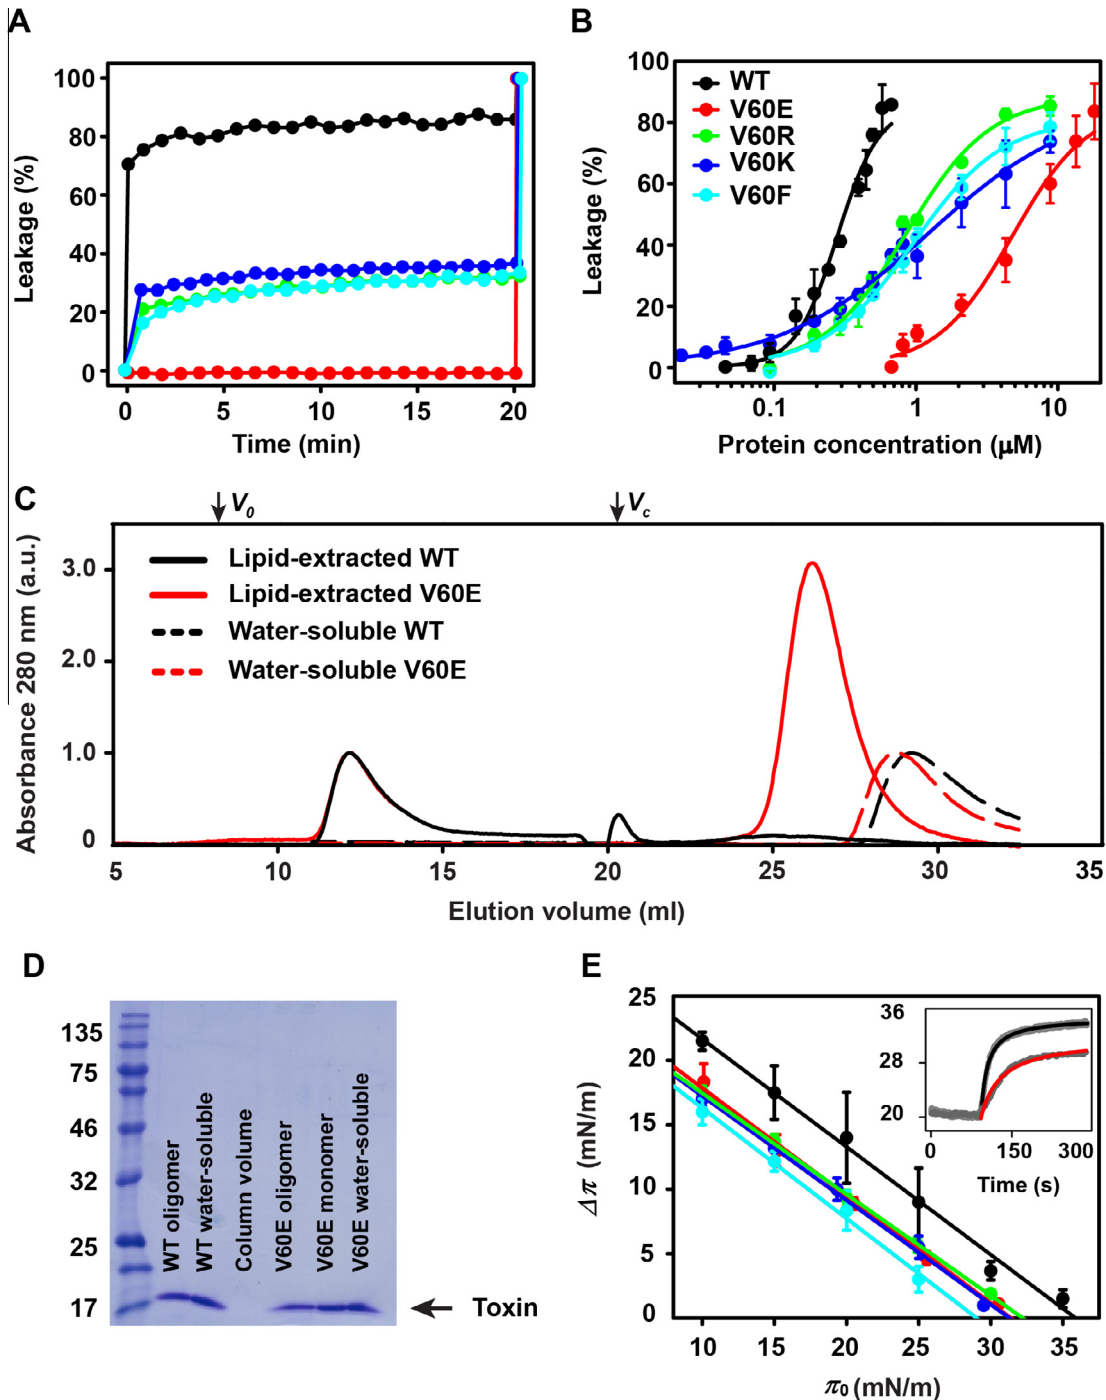 A
Leakage (%)
100
80
60
40
20
0
0 5 10 15 20
Time (min)
B
Leakage (%)
100
80
60
40
20
0
WT
V60E
V60R
V60K
V60F
0.1 1 10
Protein concentration (µM)
C
V0
Vc
Absorbance 280 nm (a.u.)
3.0
2.0
1.0
0
Lipid-extracted WT
Lipid-extracted V60E
Water-soluble WT
Water-soluble V60E
5 10 15 20 25 30 35
Elution volume (ml)
D
135
75
46
32
25
17
WT oligomer
WT water-soluble
Column volume
V60E oligomer
V60E monomer
V60E water-soluble
Toxin
E
Δπ (mN/m)
25
20
15
10
5
0
36
28
20
0 150 300
Time (s)
10 15 20 25 30 35
π0 (mN/m)